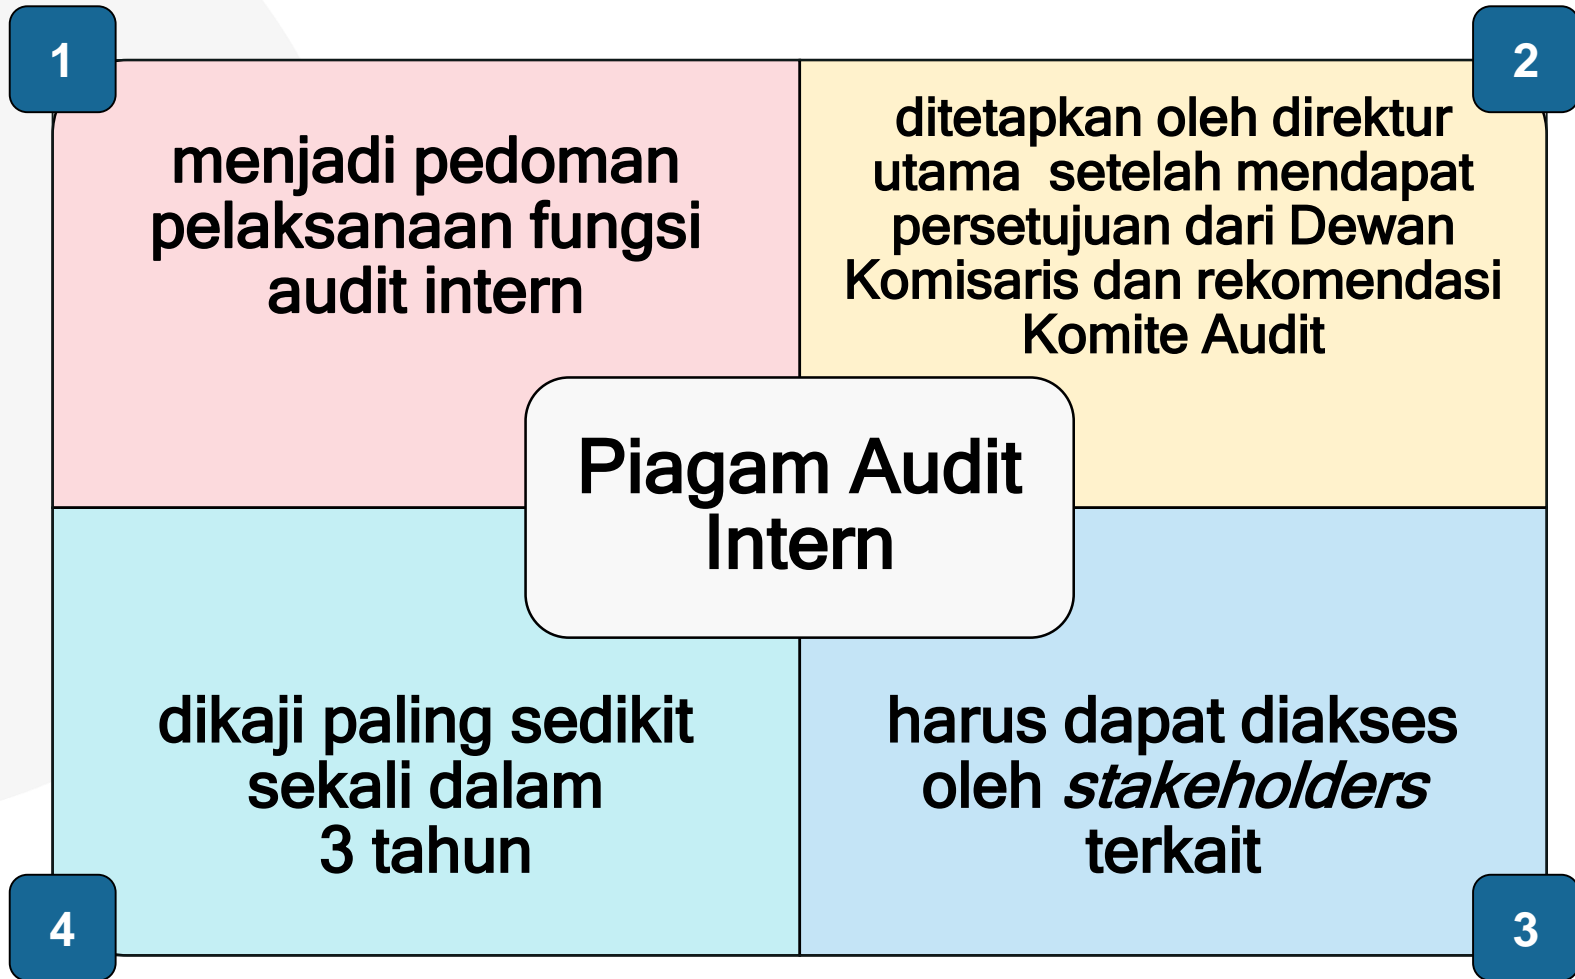 1
menjadi pedoman
pelaksanaan fungsi
audit intern
2
ditetapkan oleh direktur
utama  setelah mendapat
persetujuan dari Dewan
Komisaris dan rekomendasi
Komite Audit
Piagam Audit
Intern
harus dapat diakses
oleh stakeholders
terkait
3
dikaji paling sedikit
sekali dalam
3 tahun
4